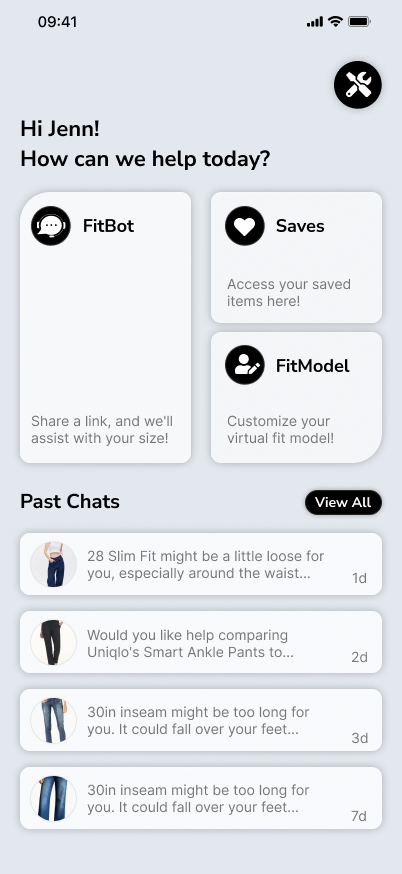 09:41
Hi Jenn!
How can we help today?
FitBot
Share a link, and we'll
assist with your size!
Saves
Access your saved
items here!
FitModel
Customize your
virtual fit model!
Past Chats
View All
28 Slim Fit might be a little loose for
you, especially around the waist...
1d
Would you like help comparing
Uniqlo's Smart Ankle Pants to...
2d
30in inseam might be too long for
you. It could fall over your feet...
3d
30in inseam might be too long for
you. It could fall over your feet...
7d